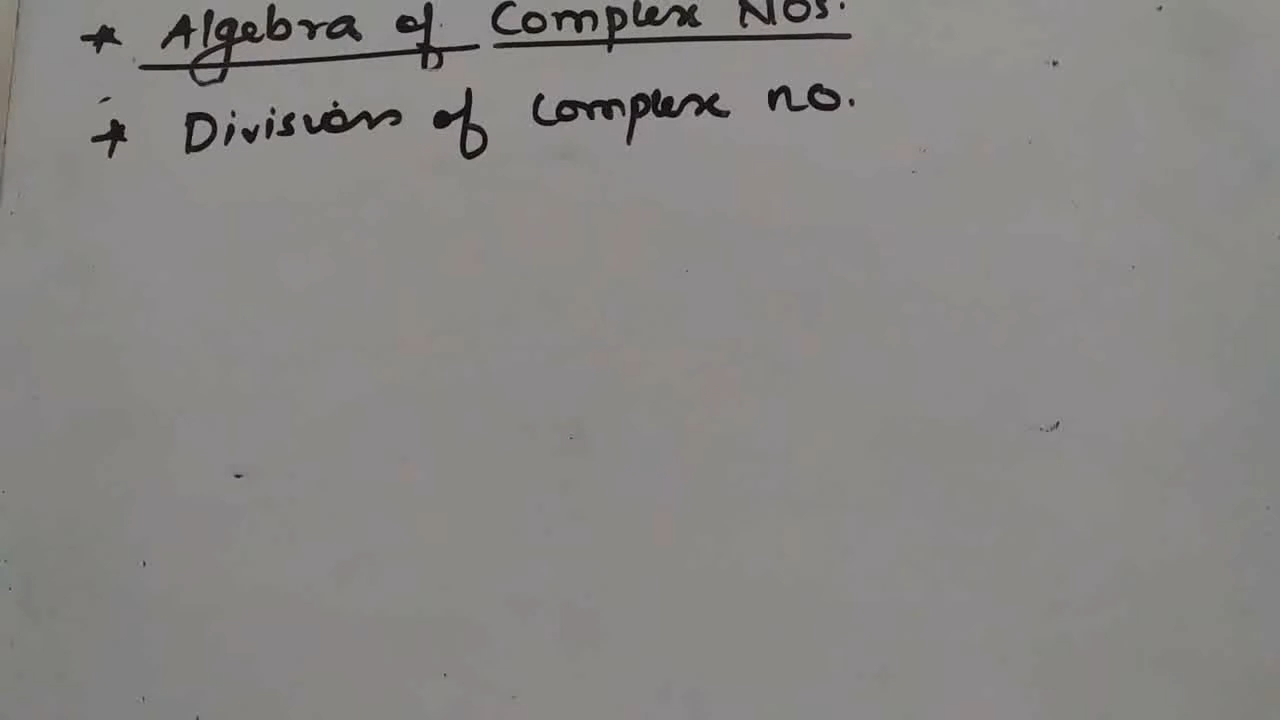 * Algebra of Complex Nos.
* Division of Complex no.